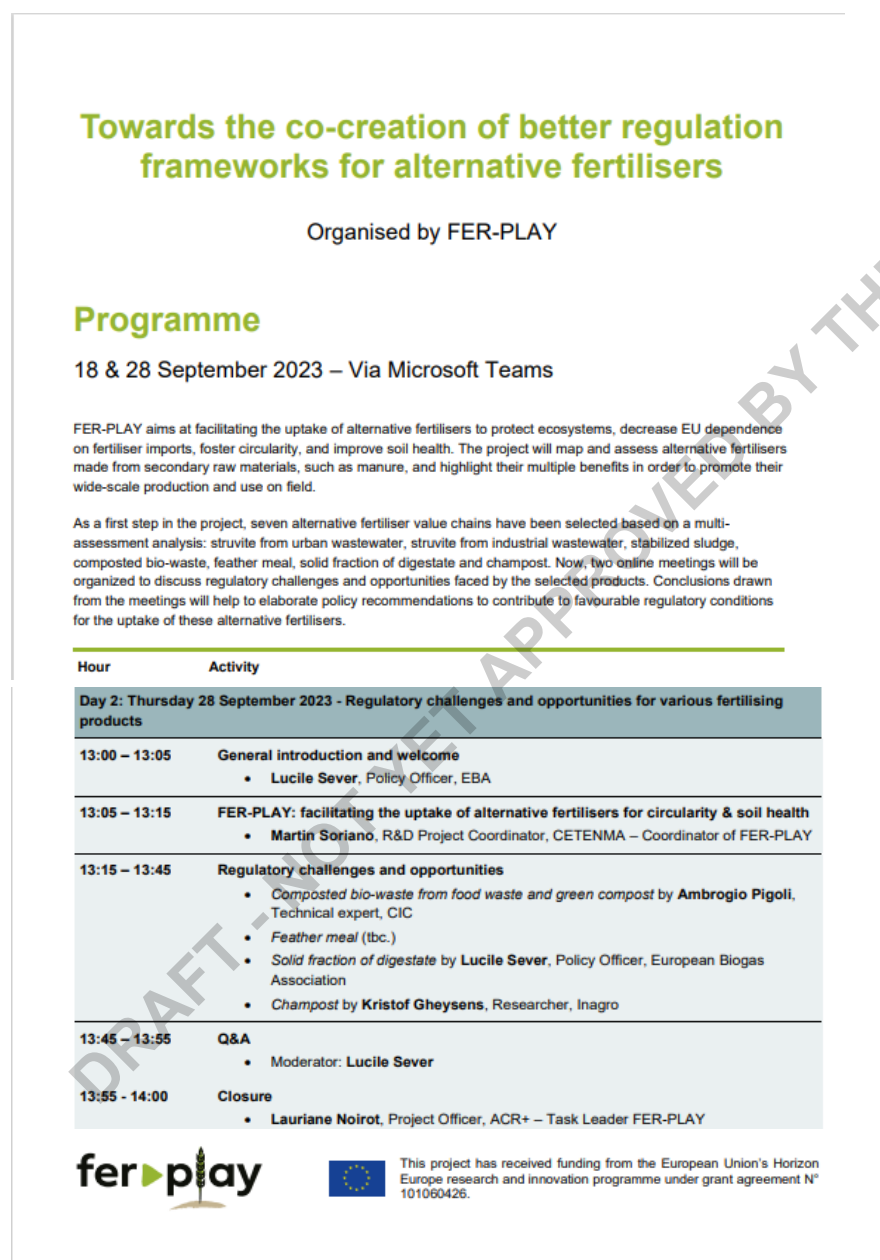 Towards the co-creation of better regulation
frameworks for alternative fertilisers
Organised by FER-PLAY
Programme
18 & 28 September 2023 – Via Microsoft Teams
FER-PLAY aims at facilitating the uptake of alternative fertilisers to protect ecosystems, decrease EU dependence
on fertiliser imports, foster circularity, and improve soil health. The project will map and assess alternative fertilisers
made from secondary raw materials, such as manure, and highlight their multiple benefits in order to promote their
wide-scale production and use on field.
As a first step in the project, seven alternative fertiliser value chains have been selected based on a multi-
assessment analysis: struvite from urban wastewater, struvite from industrial wastewater, stabilized sludge,
composted bio-waste, feather meal, solid fraction of digestate and champost. Now, two online meetings will be
organized to discuss regulatory challenges and opportunities faced by the selected products. Conclusions drawn
from the meetings will help to elaborate policy recommendations to contribute to favourable regulatory conditions
for the uptake of these alternative fertilisers.
Hour Activity
Day 2: Thursday 28 September 2023 - Regulatory challenges and opportunities for various fertilising
products
13:00 – 13:05 General introduction and welcome
• Lucile Sever, Policy Officer, EBA
13:05 – 13:15 FER-PLAY: facilitating the uptake of alternative fertilisers for circularity & soil health
• Martin Soriano, R&D Project Coordinator, CETENMA – Coordinator of FER-PLAY
13:15 – 13:45 Regulatory challenges and opportunities
• Composted bio-waste from food waste and green compost by Ambrogio Pigoli,
Technical expert, CIC
• Feather meal (tbc.)
• Solid fraction of digestate by Lucile Sever, Policy Officer, European Biogas
Association
• Champost by Kristof Gheysens, Researcher, Inagro
13:45 – 13:55 Q&A
• Moderator: Lucile Sever
13:55 - 14:00 Closure
• Lauriane Noirot, Project Officer, ACR+ – Task Leader FER-PLAY
fer play
This project has received funding from the European Union's Horizon
Europe research and innovation programme under grant agreement N°
101060426.
DRAFT - NOT YET APPROVED BY